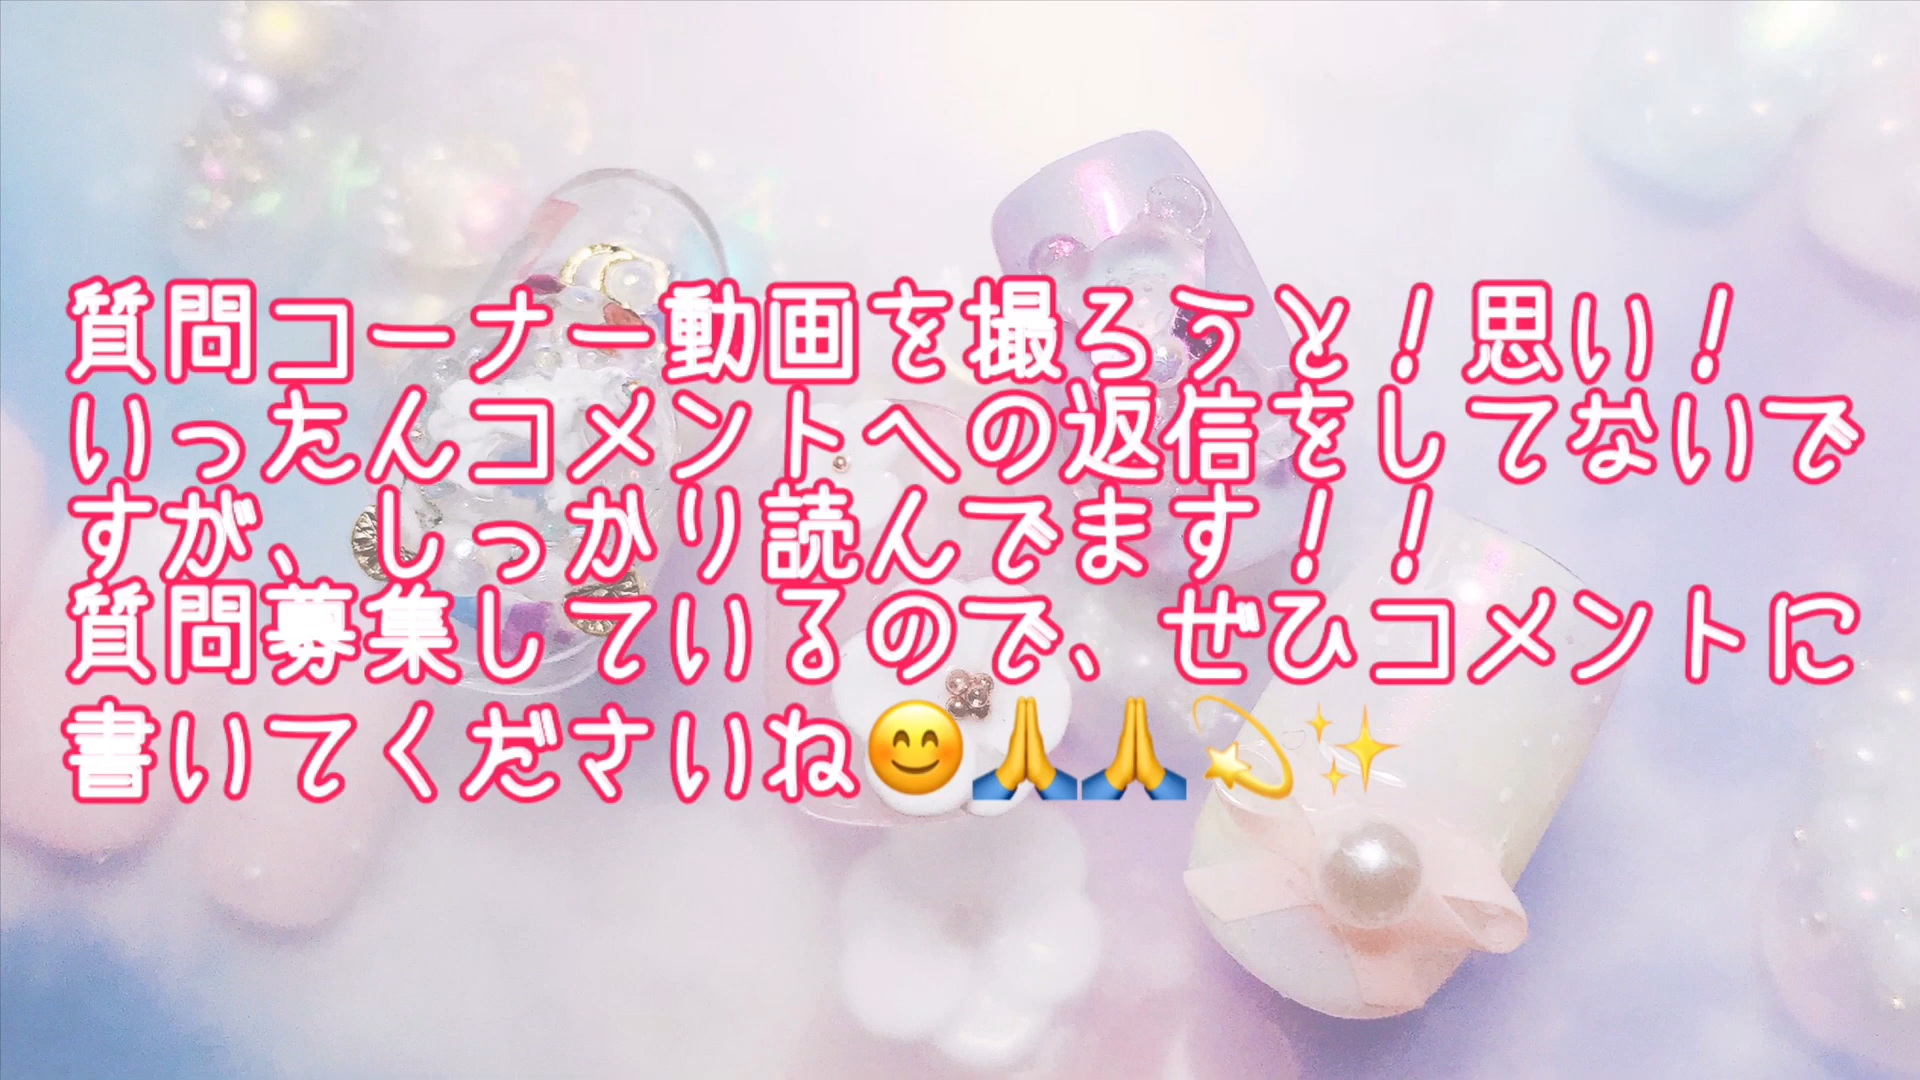 質問コーナー動画を撮ろうと！思い！
いったんコメントへの返信をしてないで
すが、しっかり読んでます！！
質問募集しているので、ぜひコメントに
書いてくださいね😊🙏🙏💫✨